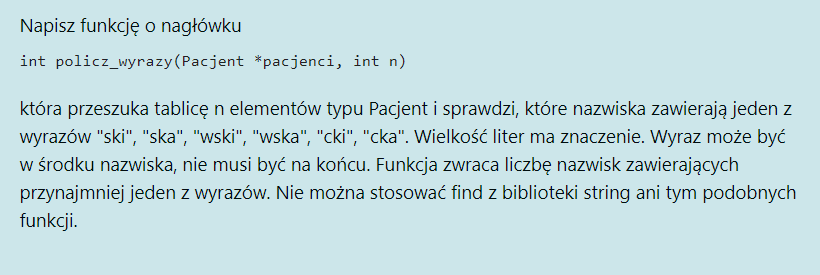 Napisz funkcję o nagłówku
int policz_wyrazy(Pacjent *pacjenci, int n)
która przeszuka tablicę n elementów typu Pacjent i sprawdzi, które nazwiska zawierają jeden z
wyrazów "ski", "ska", "wski", "wska", "cki", "cka". Wielkość liter ma znaczenie. Wyraz może być
w środku nazwiska, nie musi być na końcu. Funkcja zwraca liczbę nazwisk zawierających
przynajmniej jeden z wyrazów. Nie można stosować find z biblioteki string ani tym podobnych
funkcji.